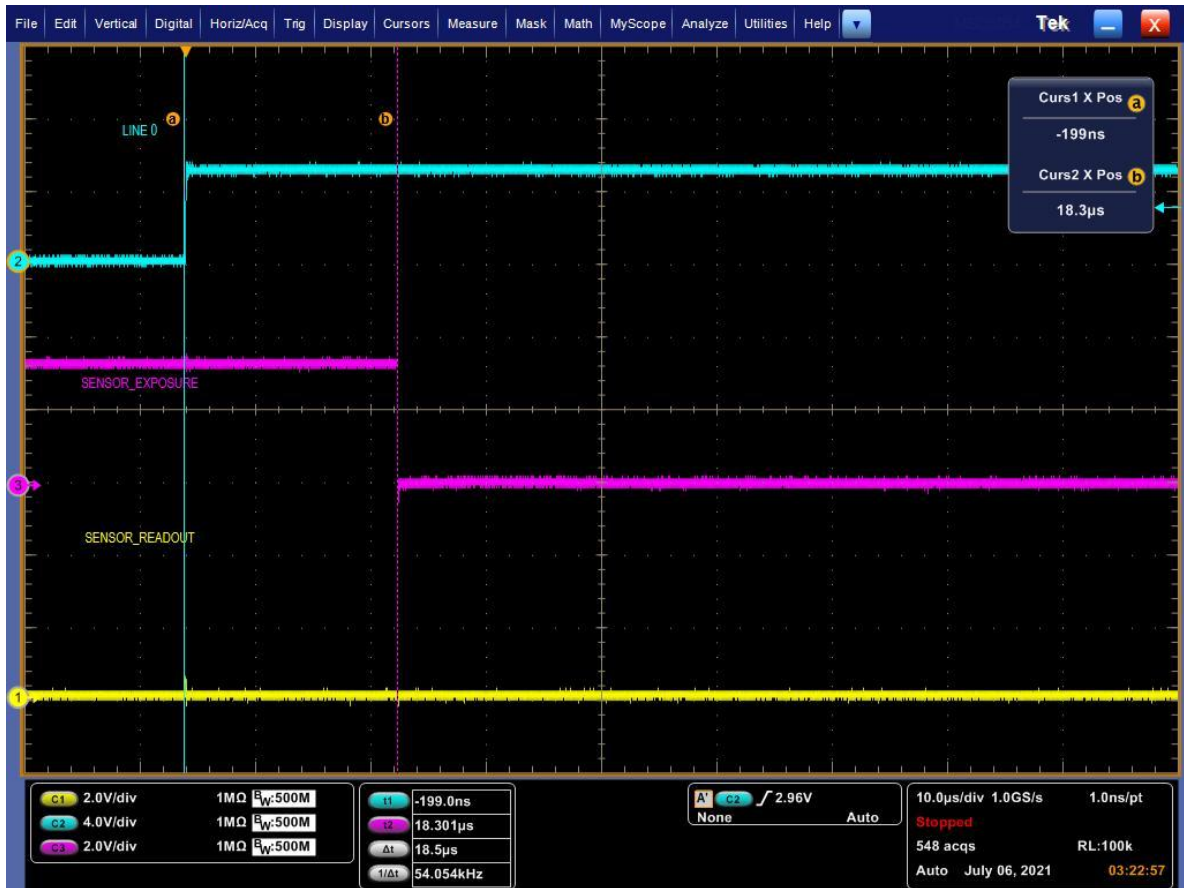 File Edit Vertical Digital Horiz/Acq Trig Display Cursors Measure Mask Math MyScope Analyze Utilities Help Tek X
Curs1 X Pos a
-199ns
Curs2 X Pos b
18.3µs
a b
LINE 0
2
SENSOR_EXPOSURE
3
SENSOR_READOUT
1
C1 2.0V/div 1MΩ BW:500M
C2 4.0V/div 1MΩ BW:500M
C3 2.0V/div 1MΩ BW:500M
t1 -199.0ns
t2 18.301µs
Δt 18.5µs
1/Δt 54.054kHz
A' C2 2.96V
None Auto
10.0µs/div 1.0GS/s 1.0ns/pt
Stopped
548 acqs RL:100k
Auto July 06, 2021 03:22:57